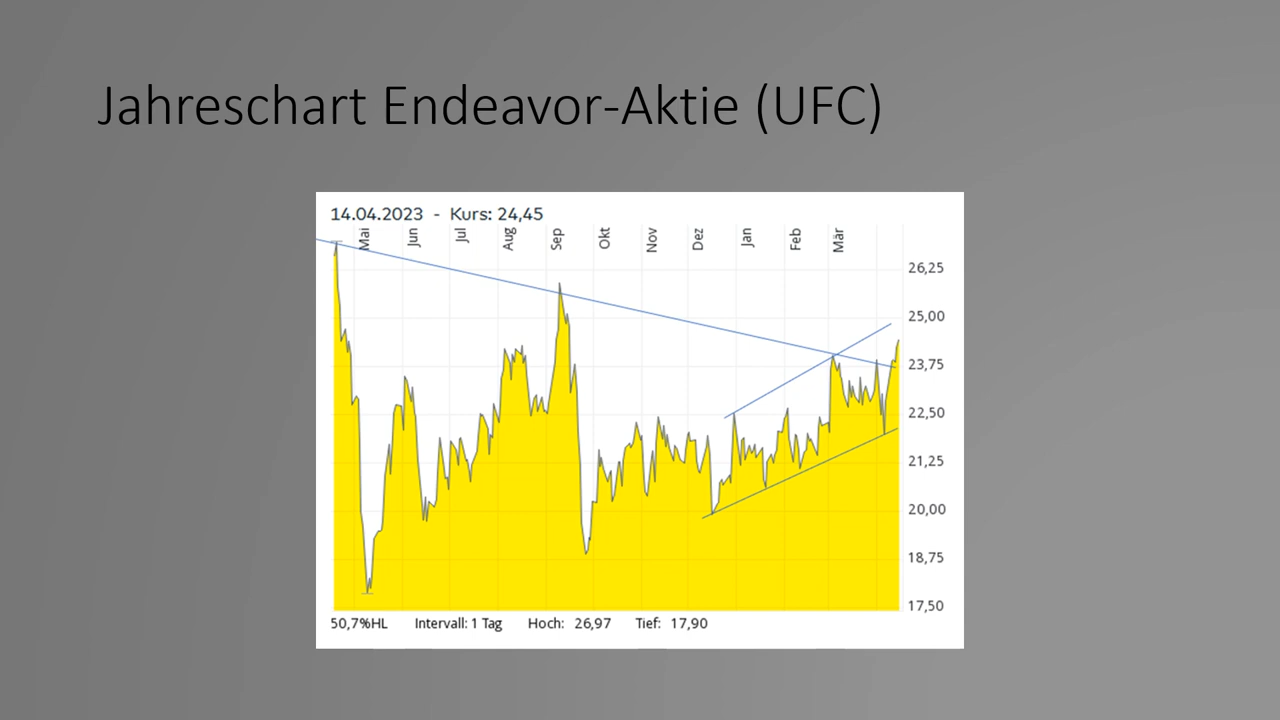 Jahreschart Endeavor-Aktie (UFC)
14.04.2023 - Kurs: 24,45
Mai Jun Jul Aug Sep Okt Nov Dez Jan Feb Mär
26,25
25,00
23,75
22,50
21,25
20,00
18,75
17,50
50,7%HL Intervall: 1 Tag Hoch: 26,97 Tief: 17,90